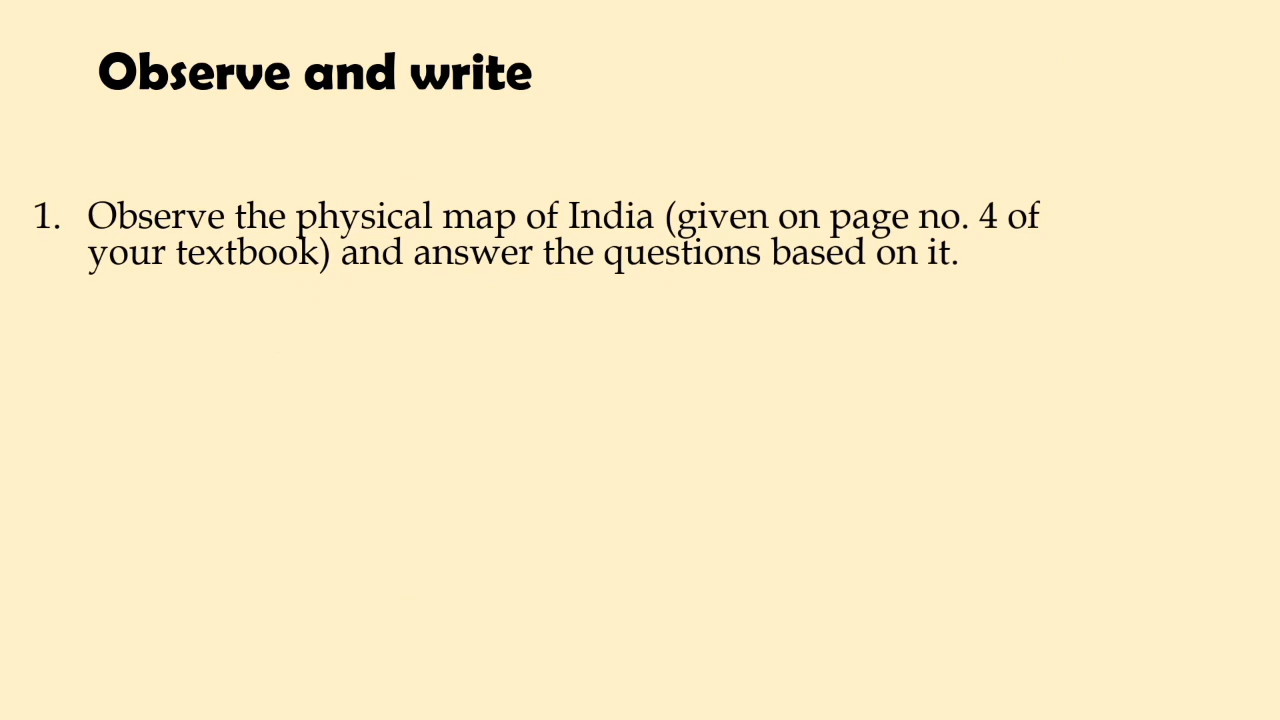 Observe and write
1. Observe the physical map of India (given on page no. 4 of
your textbook) and answer the questions based on it.